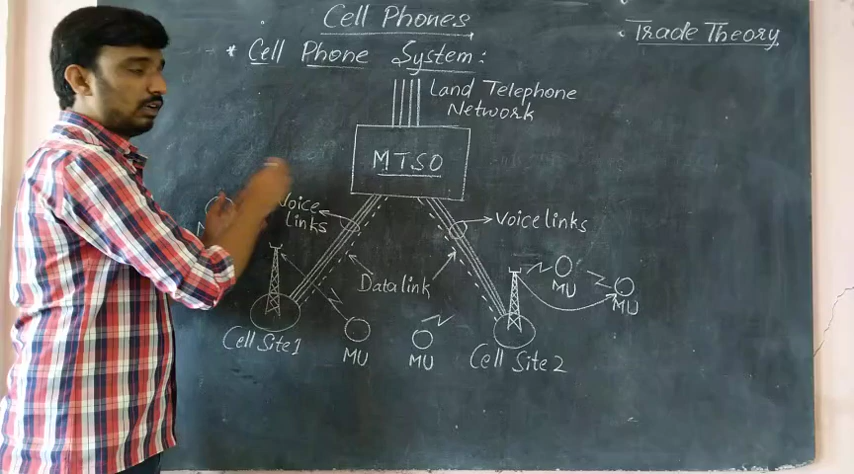 Cell Phones
Trade Theory
* Cell Phone System:
Land Telephone
Network
MTSO
Voice
links
Voice links
M
Data link
MU
MU
Cell Site 1
MU
MU
Cell Site 2